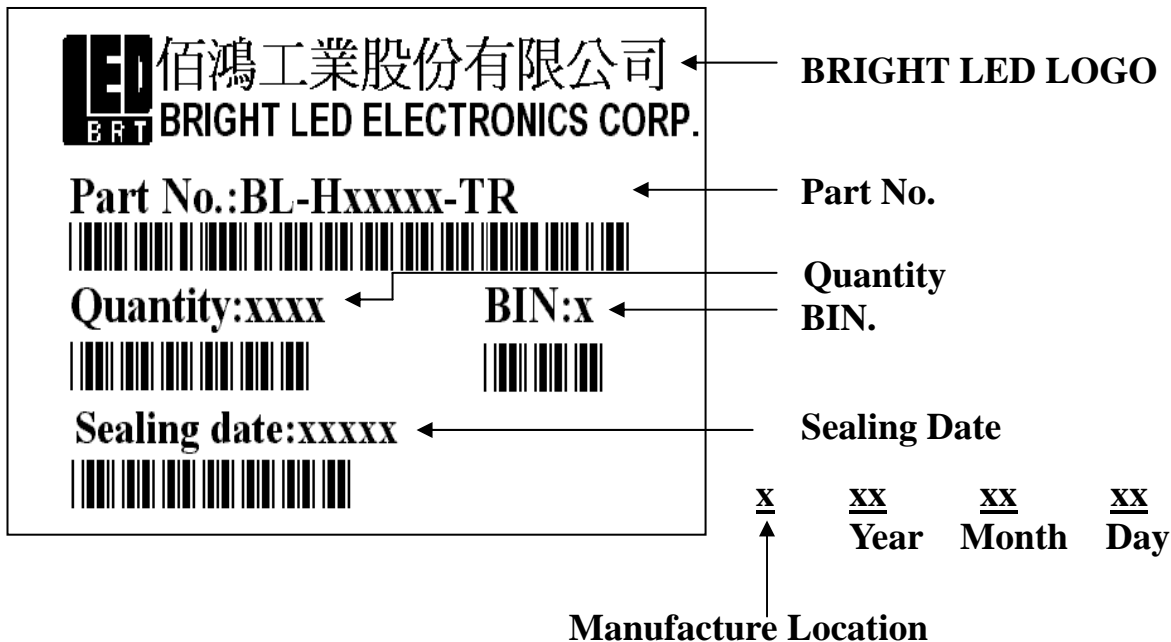 LED
BRT
佰鴻工業股份有限公司
BRIGHT LED ELECTRONICS CORP.
BRIGHT LED LOGO
Part No.:BL-Hxxxxx-TR
Part No.
Quantity:xxxx
BIN:x
Quantity
BIN.
Sealing date:xxxxx
Sealing Date
x xx xx xx
Year Month Day
Manufacture Location